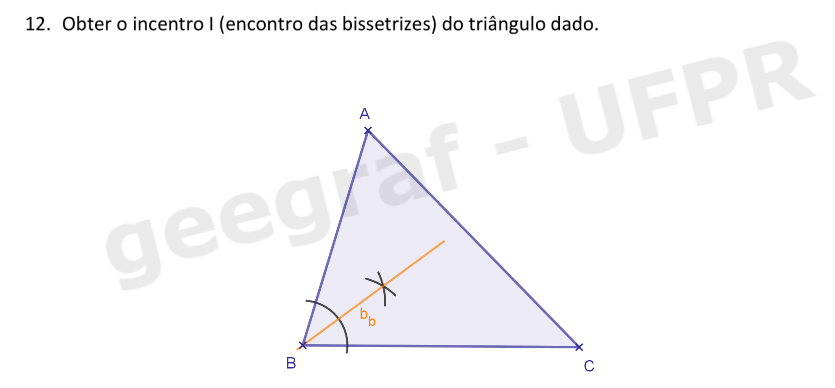 12. Obter o incentro I (encontro das bissetrizes) do triângulo dado.
geegraf - UFPR
A
b_b
B
C